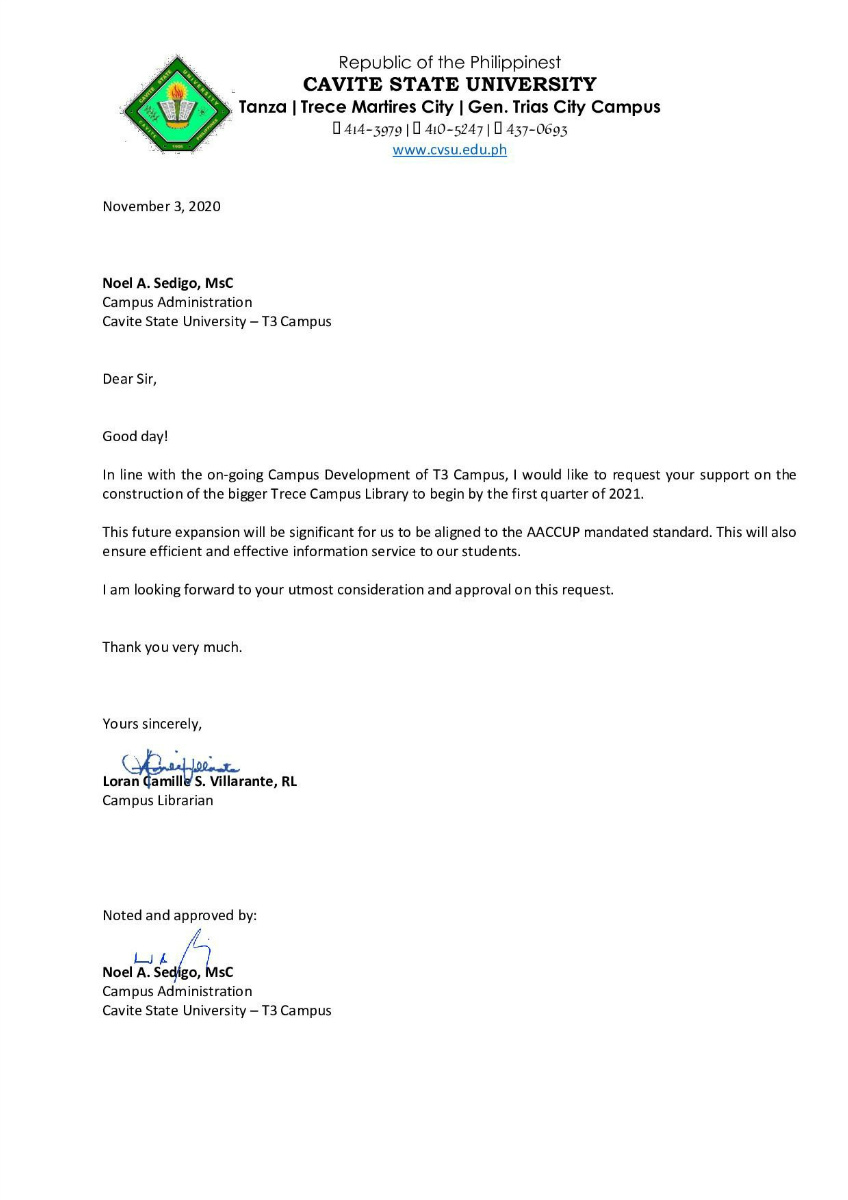 Republic of the Philippinest
CAVITE STATE UNIVERSITY
Tanza | Trece Martires City | Gen. Trias City Campus
414-3979 | 410-5247 | 437-0693
www.cvsu.edu.ph
November 3, 2020
Noel A. Sedigo, MsC
Campus Administration
Cavite State University – T3 Campus
Dear Sir,
Good day!
In line with the on-going Campus Development of T3 Campus, I would like to request your support on the
construction of the bigger Trece Campus Library to begin by the first quarter of 2021.
This future expansion will be significant for us to be aligned to the AACCUP mandated standard. This will also
ensure efficient and effective information service to our students.
I am looking forward to your utmost consideration and approval on this request.
Thank you very much.
Yours sincerely,
Loran Camille S. Villarante, RL
Campus Librarian
Noted and approved by:
Noel A. Sedigo, MsC
Campus Administration
Cavite State University – T3 Campus